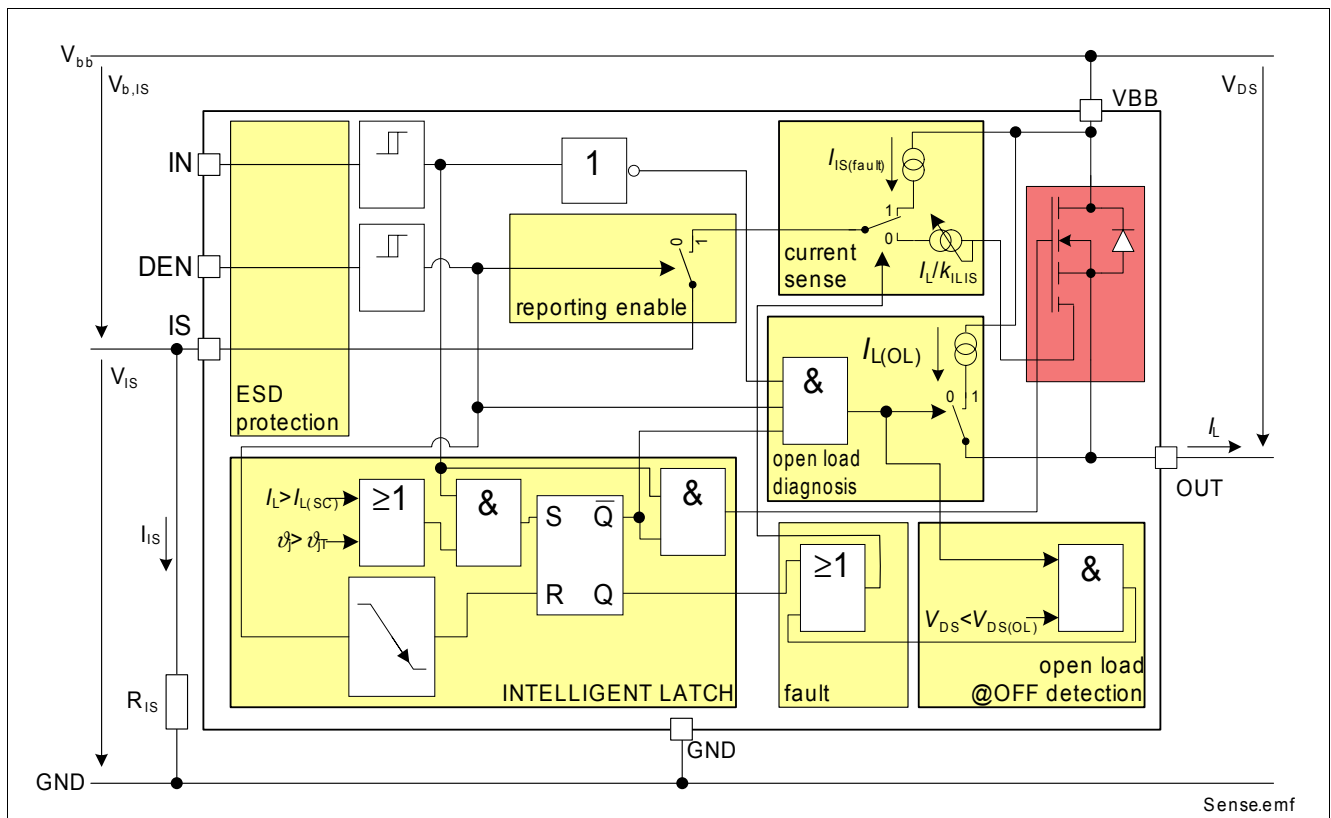 Vbb
Vb,IS
VBB
VDS
IN
1
IIS(fault)
1
0
current
sense
IL/kILIS
DEN
0
1
reporting enable
IS
VIS
ESD
protection
&
IL(OL)
0
1
open load
diagnosis
IL
OUT
IL>IL(SC)
ϑj>ϑjT
≥1
&
S
Q̅
R
Q
&
INTELLIGENT LATCH
IIS
≥1
fault
&
VDS<VDS(OL)
open load
@OFF detection
RIS
GND
GND
Sense.emf